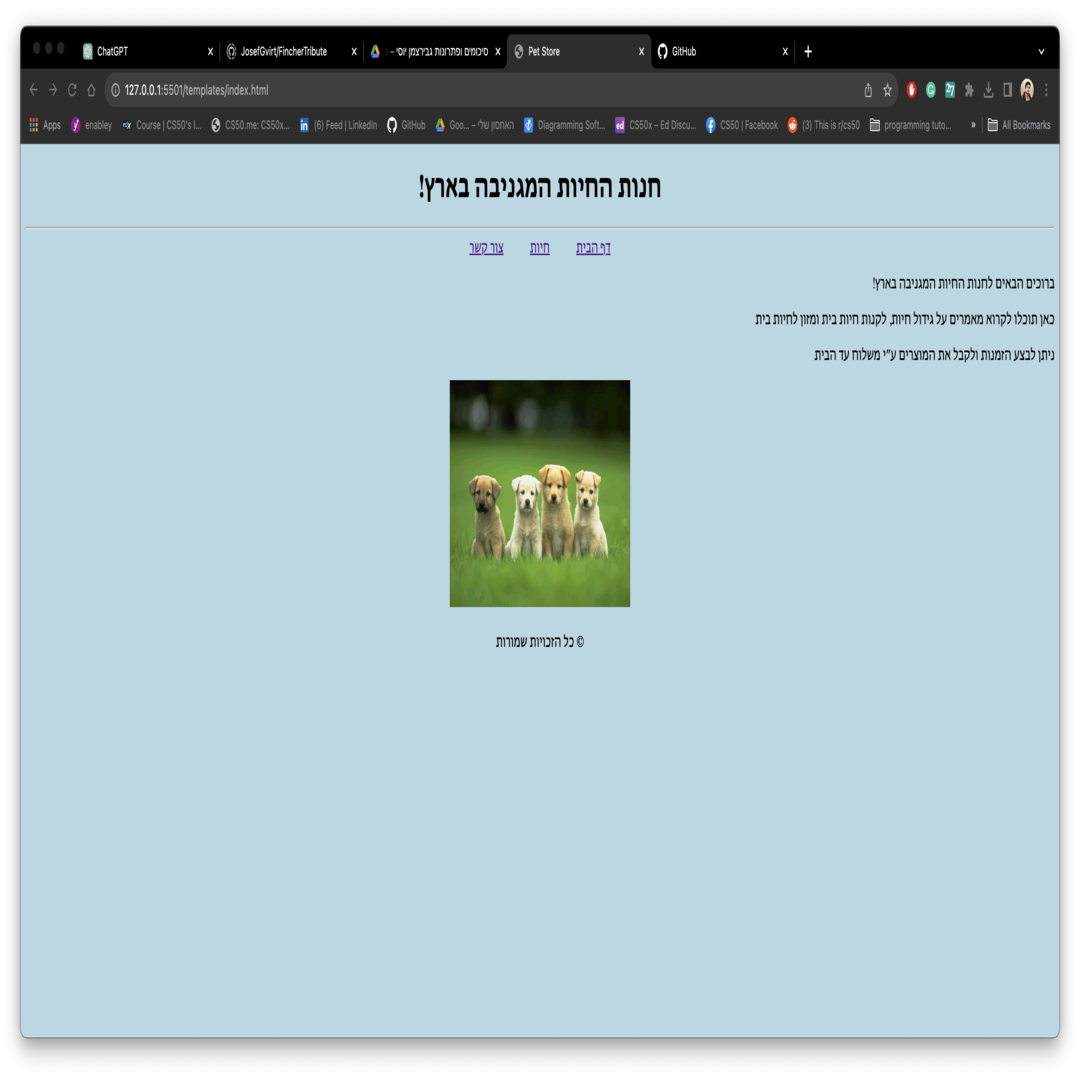 ChatGPT
JosefGvirt/FincherTribute
סיכומים ופתרונות גבירצמן יוסי –
Pet Store
GitHub
127.0.0.1:5501/templates/index.html
Apps
enabley
Course | CS50's I...
CS50.me: CS50x...
(6) Feed | LinkedIn
GitHub
האחסון שלי – Goo...
Diagramming Soft...
CS50x – Ed Discu...
CS50 | Facebook
(3) This is r/cs50
programming tuto...
»
All Bookmarks
חנות החיות המגניבה בארץ!
דף הבית חיות צור קשר
ברוכים הבאים לחנות החיות המגניבה בארץ!
כאן תוכלו לקרוא מאמרים על גידול חיות, לקנות חיות בית ומזון לחיות בית
ניתן לבצע הזמנות ולקבל את המוצרים ע"י משלוח עד הבית
© כל הזכויות שמורות